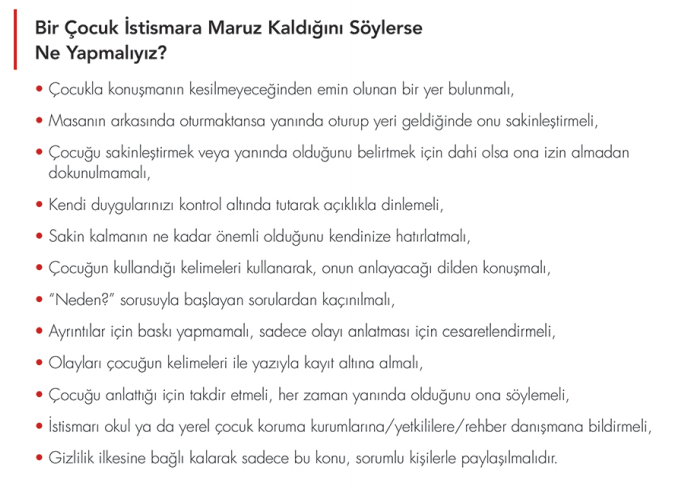 Bir Çocuk İstismara Maruz Kaldığını Söylerse
Ne Yapmalıyız?
• Çocukla konuşmanın kesilmeyeceğinden emin olunan bir yer bulunmalı,
• Masanın arkasında oturmaktansa yanında oturup yeri geldiğinde onu sakinleştirmeli,
• Çocuğu sakinleştirmek veya yanında olduğunu belirtmek için dahi olsa ona izin almadan
dokunulmamalı,
• Kendi duygularınızı kontrol altında tutarak açıklıkla dinlemeli,
• Sakin kalmanın ne kadar önemli olduğunu kendinize hatırlatmalı,
• Çocuğun kullandığı kelimeleri kullanarak, onun anlayacağı dilden konuşmalı,
• “Neden?” sorusuyla başlayan sorulardan kaçınılmalı,
• Ayrıntılar için baskı yapmamalı, sadece olayı anlatması için cesaretlendirmeli,
• Olayları çocuğun kelimeleri ile yazıyla kayıt altına almalı,
• Çocuğu anlattığı için takdir etmeli, her zaman yanında olduğunu ona söylemeli,
• İstismarı okul ya da yerel çocuk koruma kurumlarına/yetkililere/rehber danışmana bildirmeli,
• Gizlilik ilkesine bağlı kalarak sadece bu konu, sorumlu kişilerle paylaşılmalıdır.